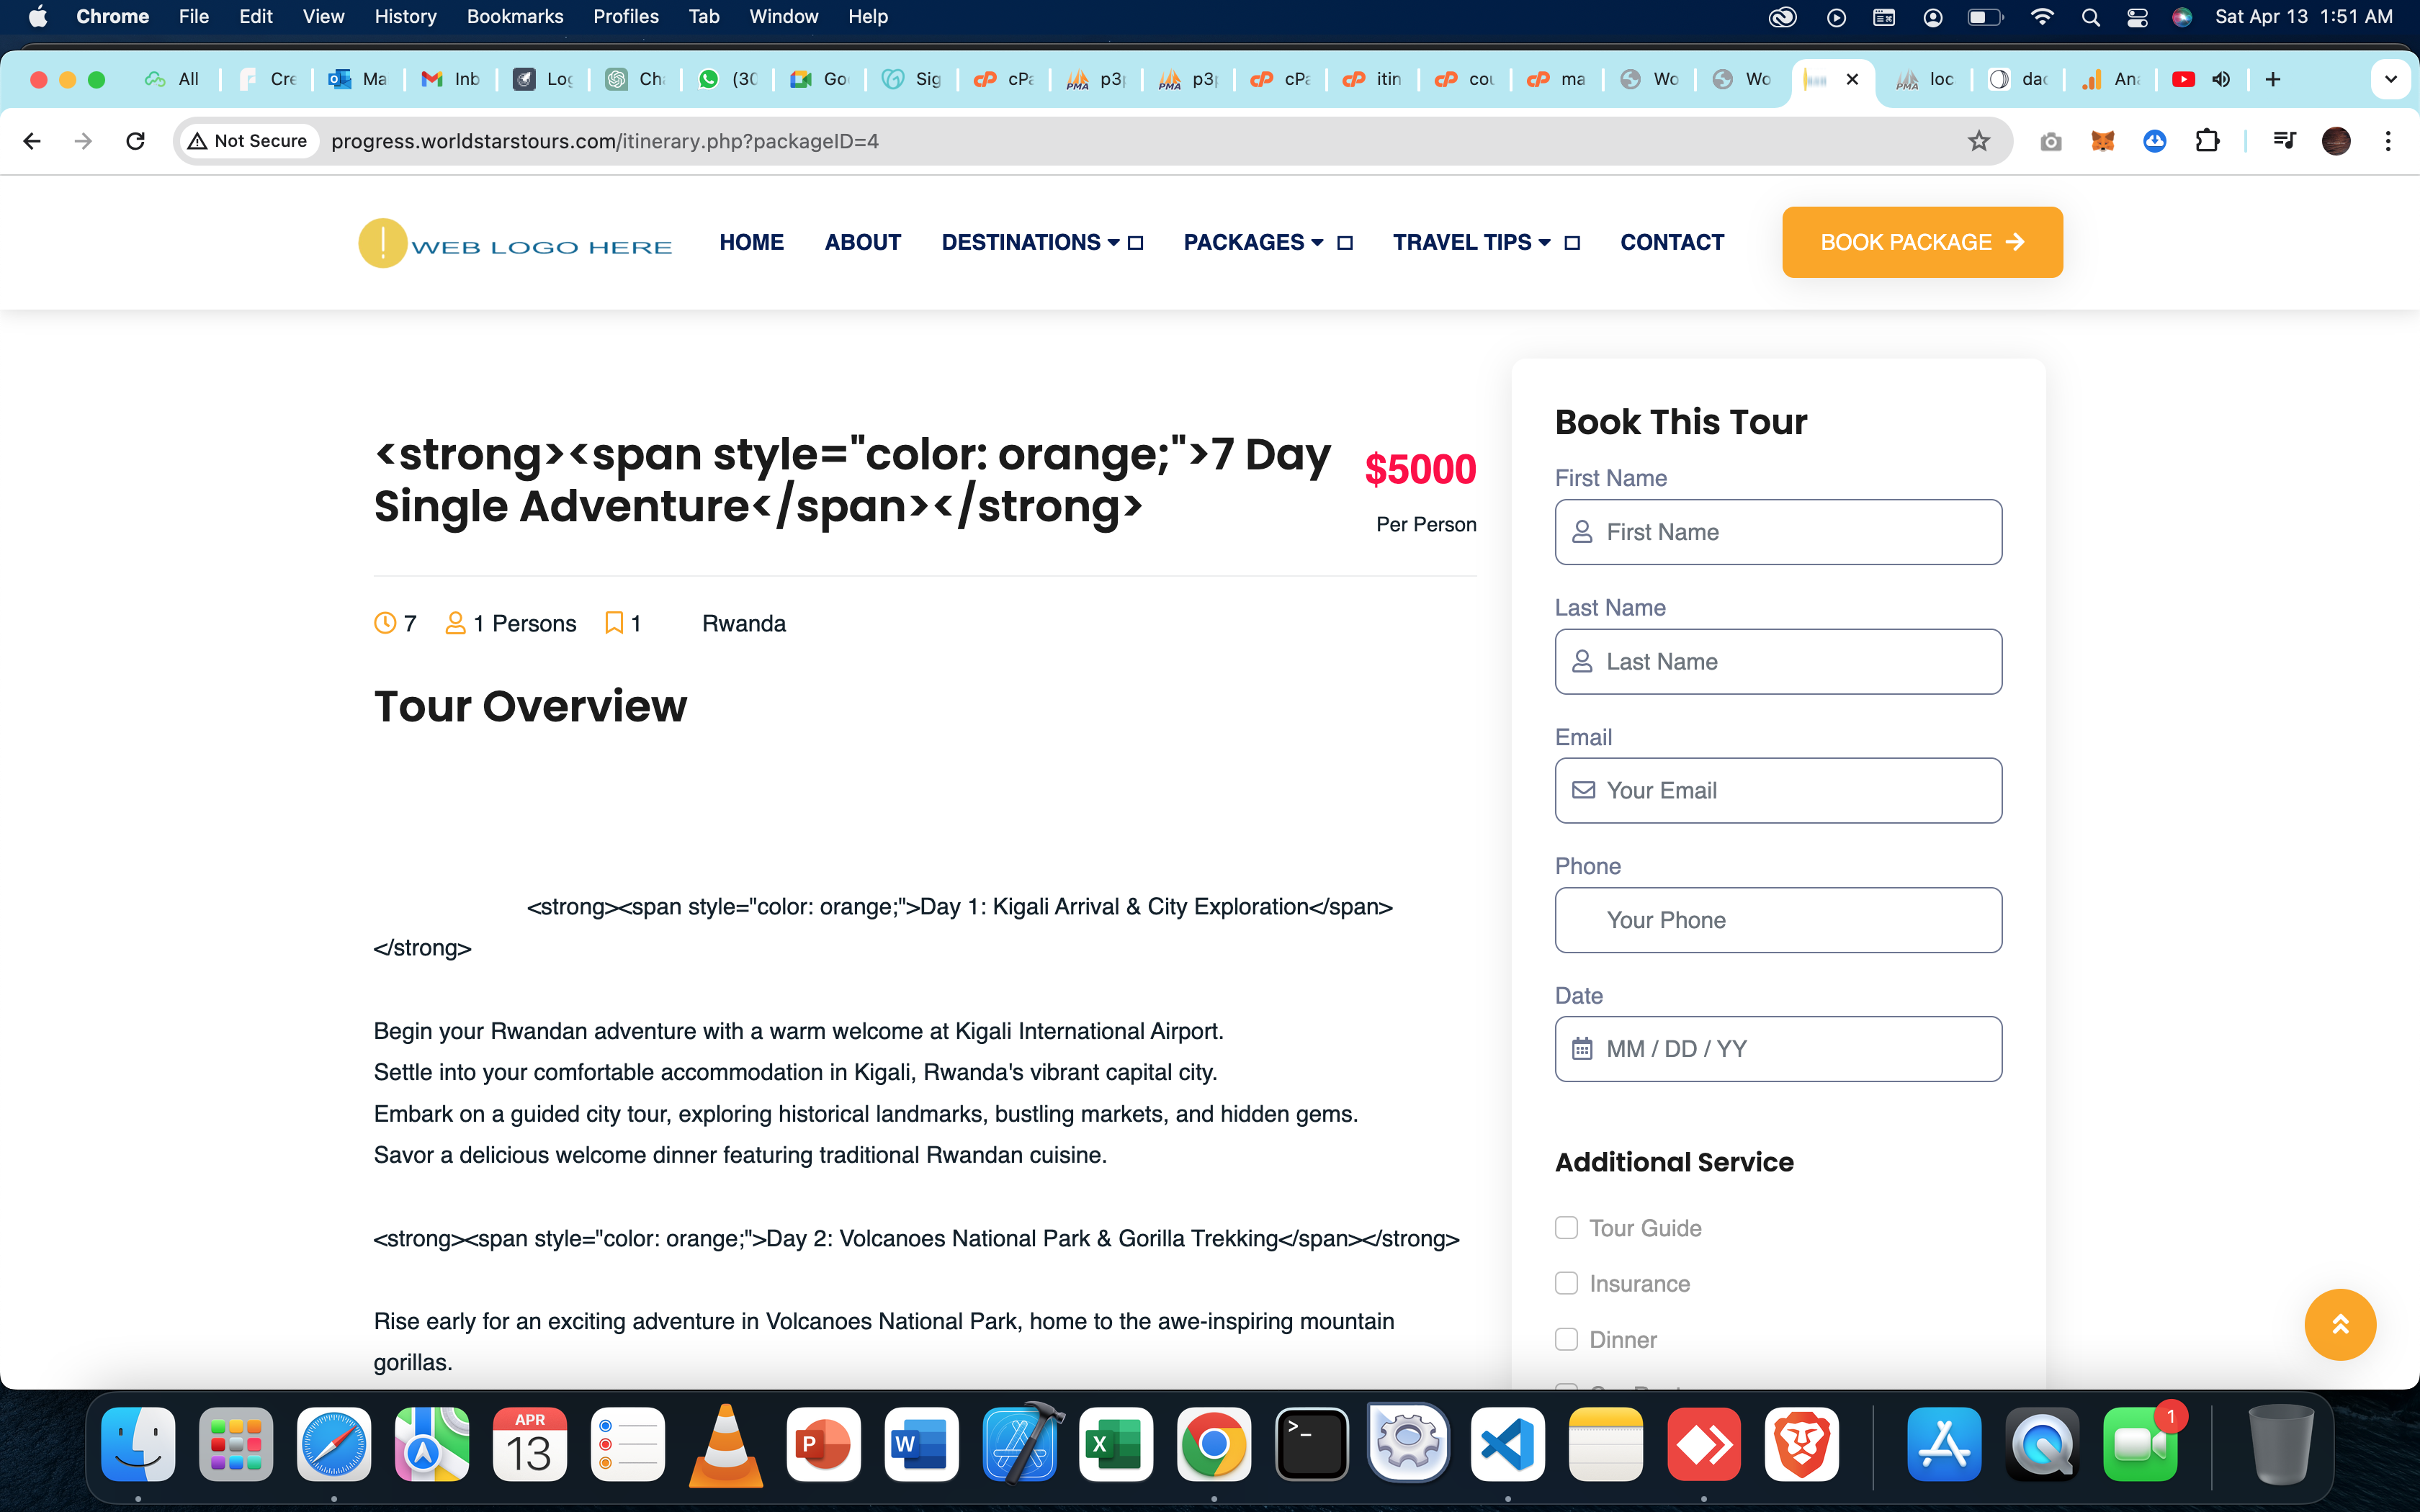 Chrome File Edit View History Bookmarks Profiles Tab Window Help Sat Apr 13 1:51 AM
All Cre Ma Inb Log Cha (30 Go Sig cPa p3p p3p cPa itin cou ma Wo Wo loc dac Ana
Not Secure progress.worldstarstours.com/itinerary.php?packageID=4
WEB LOGO HERE HOME ABOUT DESTINATIONS PACKAGES TRAVEL TIPS CONTACT BOOK PACKAGE
<strong><span style="color: orange;">7 Day
Single Adventure</span></strong>
$5000
Per Person
7 1 Persons 1 Rwanda
Tour Overview
<strong><span style="color: orange;">Day 1: Kigali Arrival & City Exploration</span>
</strong>
Begin your Rwandan adventure with a warm welcome at Kigali International Airport.
Settle into your comfortable accommodation in Kigali, Rwanda's vibrant capital city.
Embark on a guided city tour, exploring historical landmarks, bustling markets, and hidden gems.
Savor a delicious welcome dinner featuring traditional Rwandan cuisine.
<strong><span style="color: orange;">Day 2: Volcanoes National Park & Gorilla Trekking</span></strong>
Rise early for an exciting adventure in Volcanoes National Park, home to the awe-inspiring mountain
gorillas.
Book This Tour
First Name
First Name
Last Name
Last Name
Email
Your Email
Phone
Your Phone
Date
MM / DD / YY
Additional Service
Tour Guide
Insurance
Dinner
APR
13
1